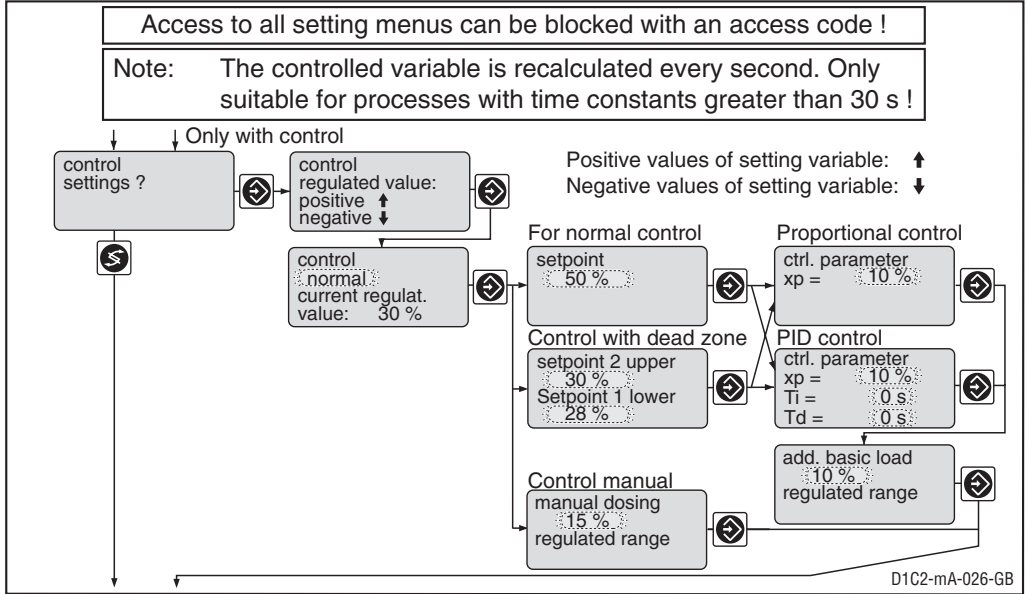 Access to all setting menus can be blocked with an access code !
Note: The controlled variable is recalculated every second. Only
suitable for processes with time constants greater than 30 s !
Only with control
control
settings ?
control
regulated value:
positive ↑
negative ↓
Positive values of setting variable: ↑
Negative values of setting variable: ↓
control
normal
current regulat.
value: 30 %
For normal control
setpoint
50 %
Proportional control
ctrl. parameter
xp = 10 %
Control with dead zone
setpoint 2 upper
30 %
Setpoint 1 lower
28 %
PID control
ctrl. parameter
xp = 10 %
Ti = 0 s
Td = 0 s
add. basic load
10 %
regulated range
Control manual
manual dosing
15 %
regulated range
D1C2-mA-026-GB